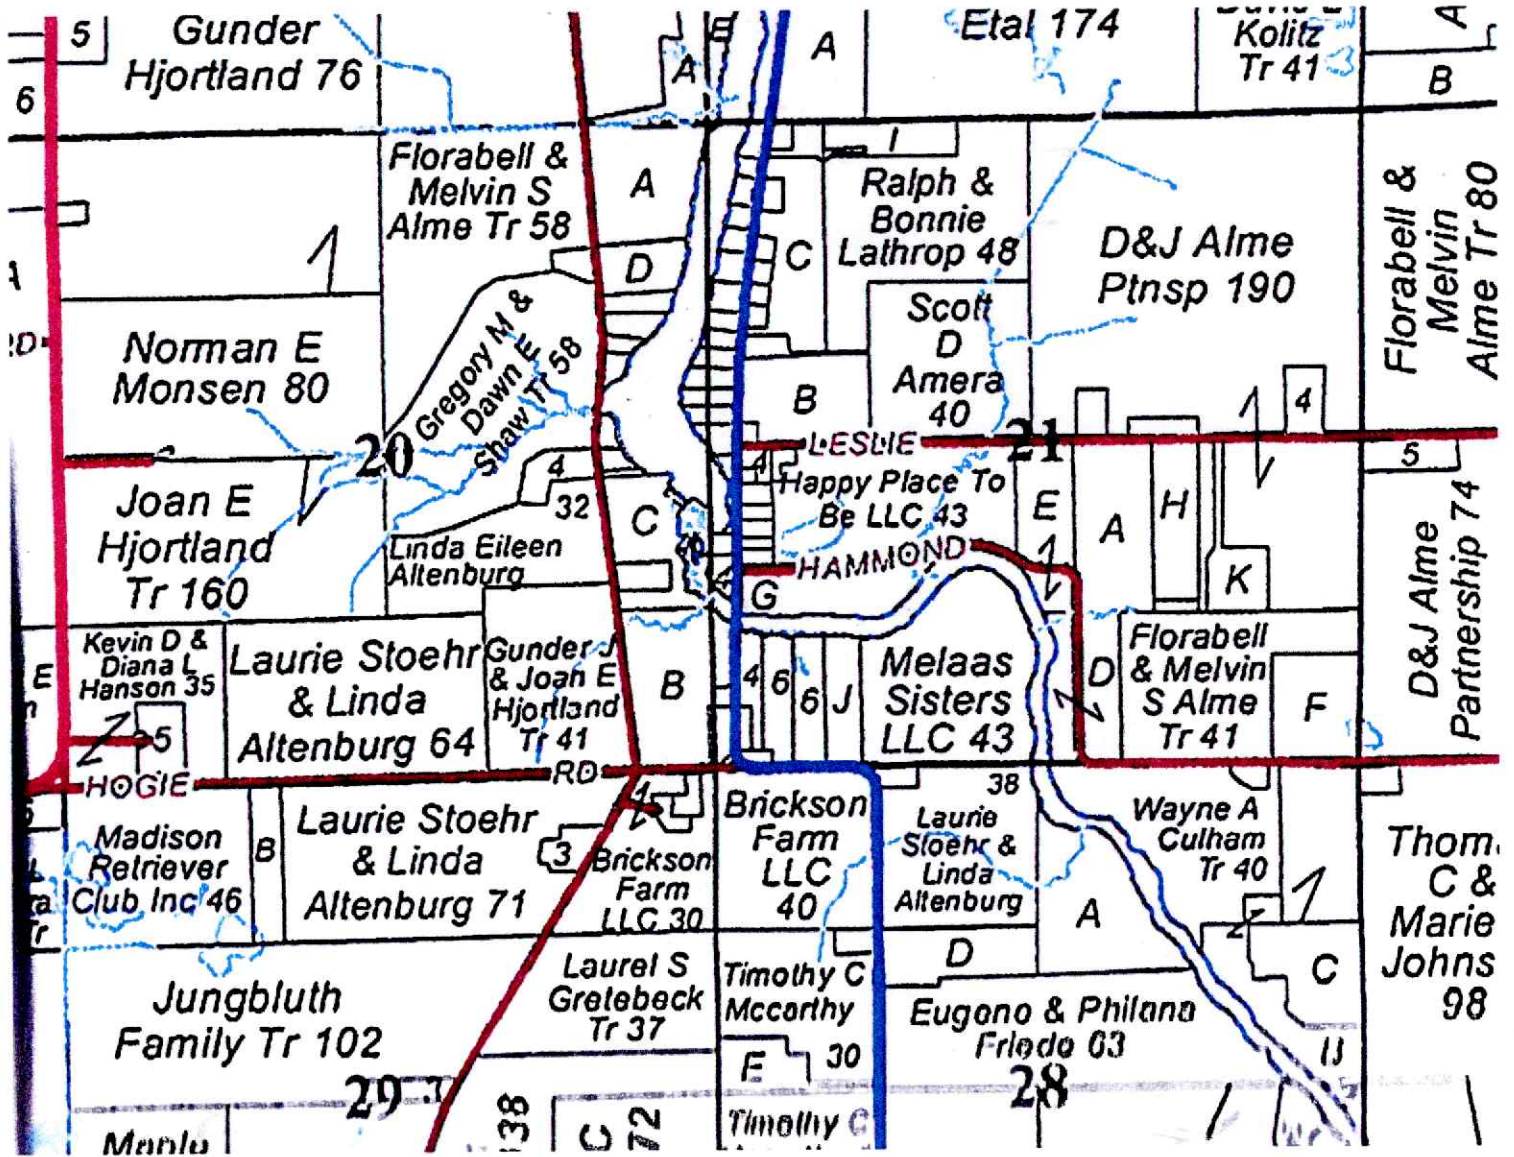 5
Gunder
Hjortland 76
6
A
E
A
Etal 174
Kolitz
Tr 41
A
B
Florabell &
Melvin S
Alme Tr 58
A
D
1
C
1
Ralph &
Bonnie
Lathrop 48
D&J Alme
Ptnsp 190
Florabell &
Melvin
Alme Tr 80
Norman E
Monsen 80
Gregory M &
Dawn E
Shaw Tr 58
Scott
D
Amera
40
B
4
20
LESLIE
21
5
Joan E
Hjortland
Tr 160
4
32
C
4
Happy Place To
Be LLC 43
E
A
H
K
D&J Alme
Partnership 74
Linda Eileen
Altenburg
HAMMOND
G
E
Kevin D &
Diana L
Hanson 35
5
Laurie Stoehr
& Linda
Altenburg 64
Gunder J
& Joan E
Hjortland
Tr 41
B
4
6
6
J
Melaas
Sisters
LLC 43
D
Florabell
& Melvin
S Alme
Tr 41
F
HOGIE
RD
38
Madison
Retriever
Club Inc 46
B
Laurie Stoehr
& Linda
Altenburg 71
3
Brickson
Farm
LLC 30
Brickson
Farm
LLC
40
Laurie
Stoehr &
Linda
Altenburg
A
D
Wayne A
Culham
Tr 40
C
C &
Marie
Johns
98
Jungbluth
Family Tr 102
Laurel S
Gretebeck
Tr 37
Timothy C
Mccarthy
30
E
Eugene & Philana
29
28
38
C
72
Timothy C